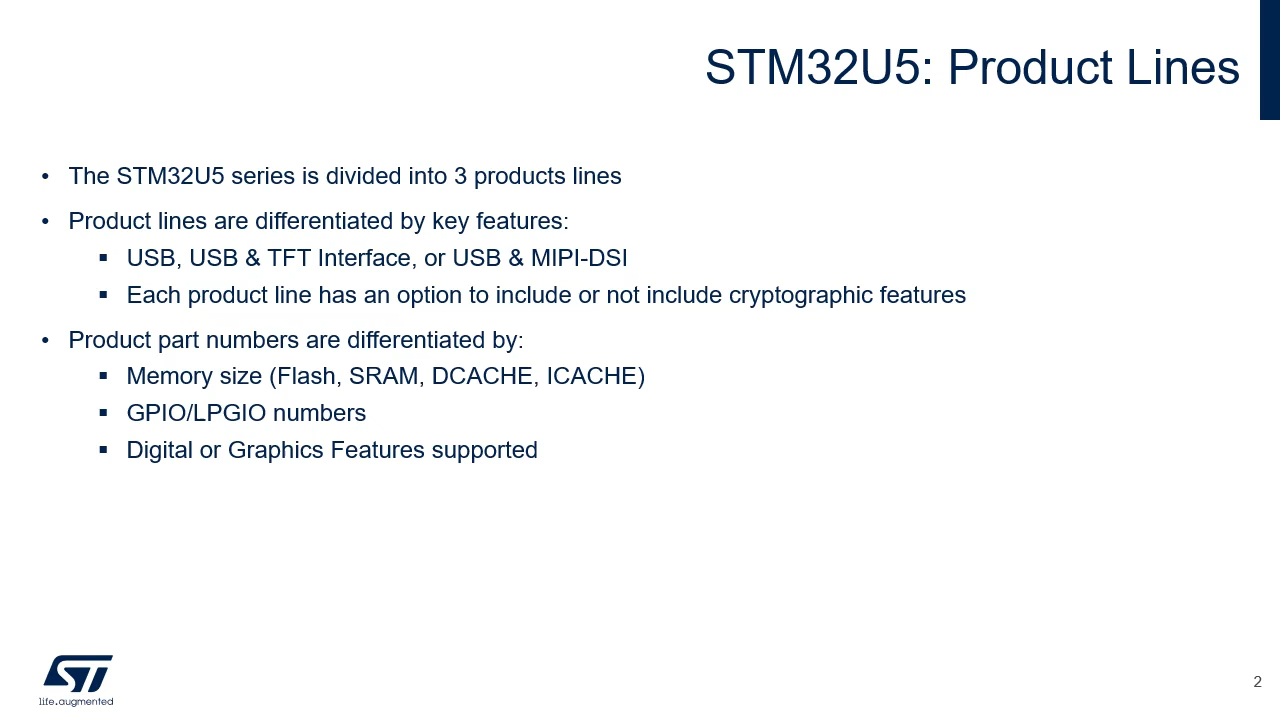 STM32U5: Product Lines
• The STM32U5 series is divided into 3 products lines
• Product lines are differentiated by key features:
▪ USB, USB & TFT Interface, or USB & MIPI-DSI
▪ Each product line has an option to include or not include cryptographic features
• Product part numbers are differentiated by:
▪ Memory size (Flash, SRAM, DCACHE, ICACHE)
▪ GPIO/LPGIO numbers
▪ Digital or Graphics Features supported
ST
life.augmented
2